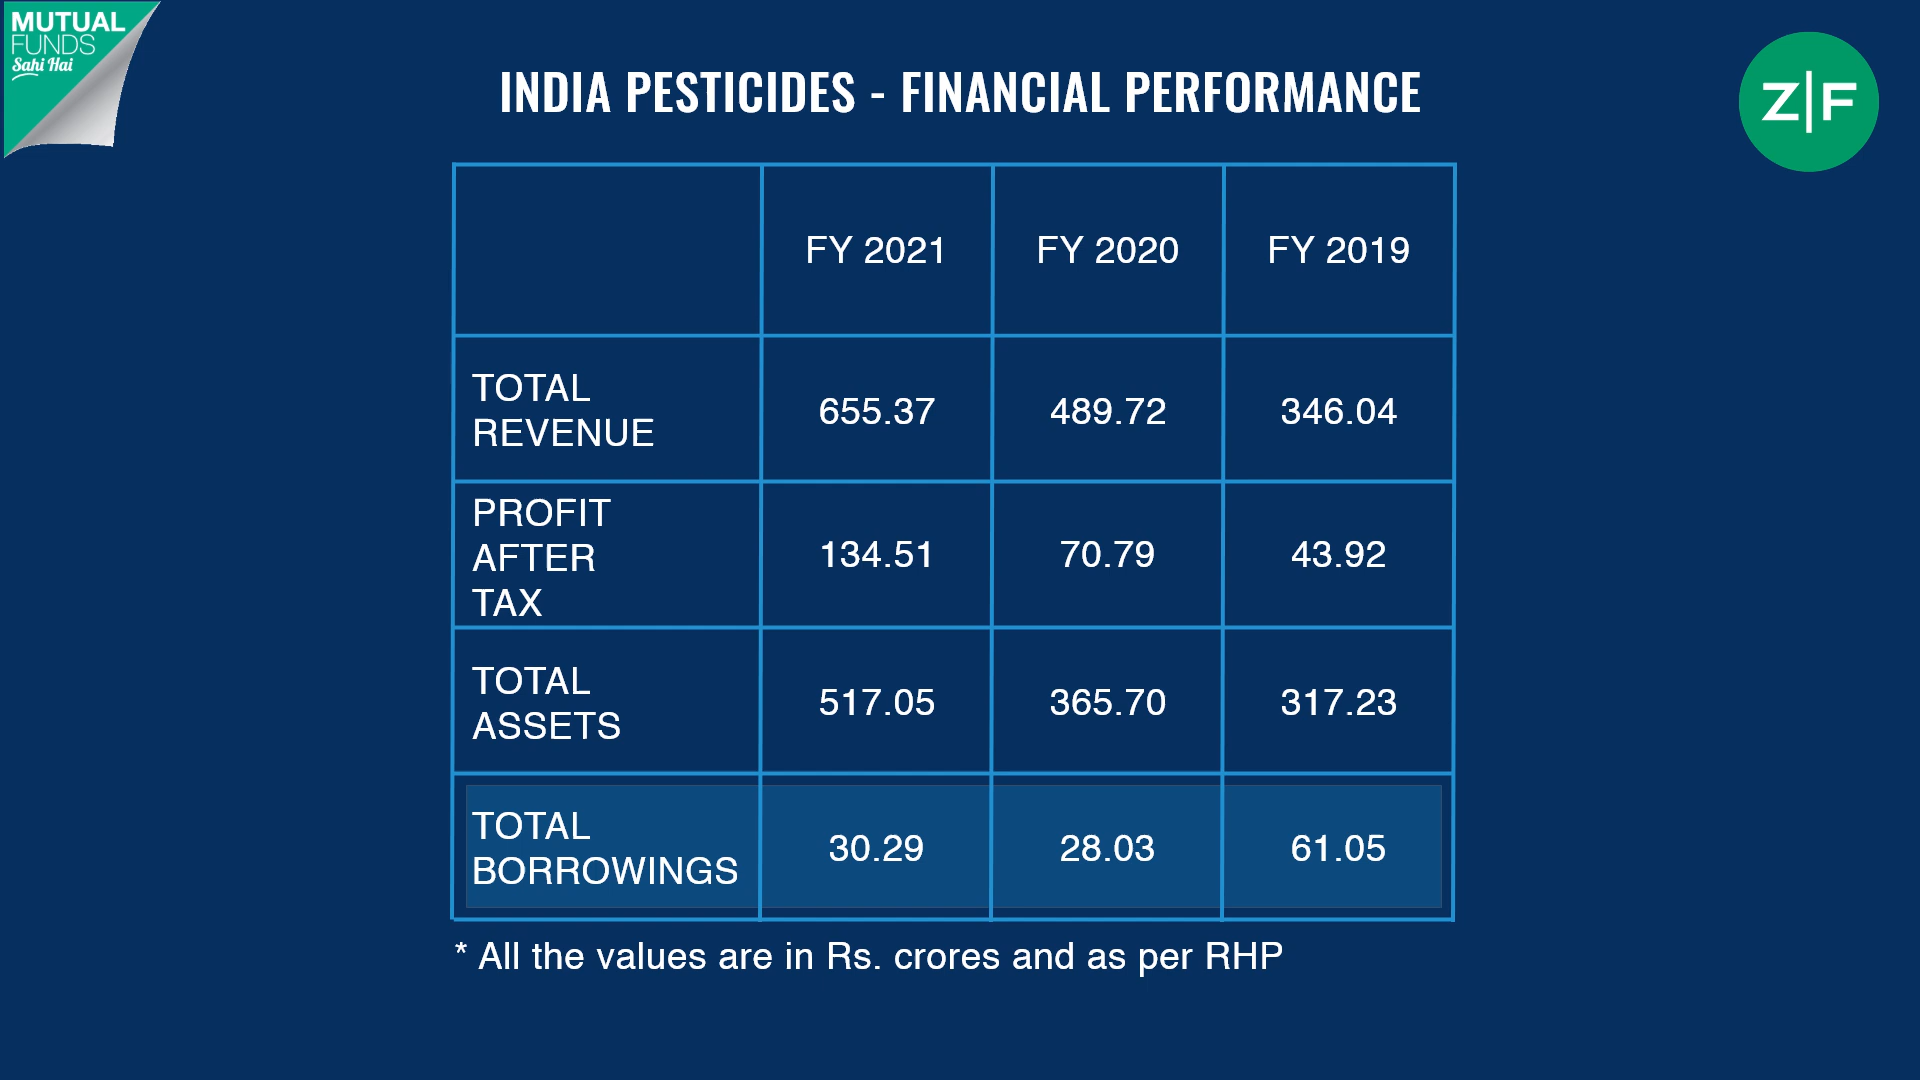 MUTUAL
FUNDS
Sahi Hai
Z|F
INDIA PESTICIDES - FINANCIAL PERFORMANCE
FY 2021 FY 2020 FY 2019
TOTAL
REVENUE
655.37 489.72 346.04
PROFIT
AFTER
TAX
134.51 70.79 43.92
TOTAL
ASSETS
517.05 365.70 317.23
TOTAL
BORROWINGS
30.29 28.03 61.05
* All the values are in Rs. crores and as per RHP